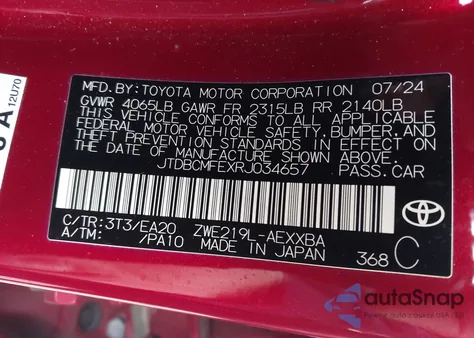 MFD. BY: TOYOTA MOTOR CORPORATION 07/24
GVWR 4065LB GAWR FR 2315LB RR 2140LB
THIS VEHICLE CONFORMS TO ALL APPLICABLE
FEDERAL MOTOR VEHICLE SAFETY, BUMPER, AND
THEFT PREVENTION STANDARDS IN EFFECT ON
THE DATE OF MANUFACTURE SHOWN ABOVE.
JTDBCMFEXRJ034657 PASS.CAR
C/TR: 3T3/EA20 ZWE219L-AEXXBA
A/TM: /PA10 MADE IN JAPAN 368 C
TOYOTA
A
12U70
autoSnap